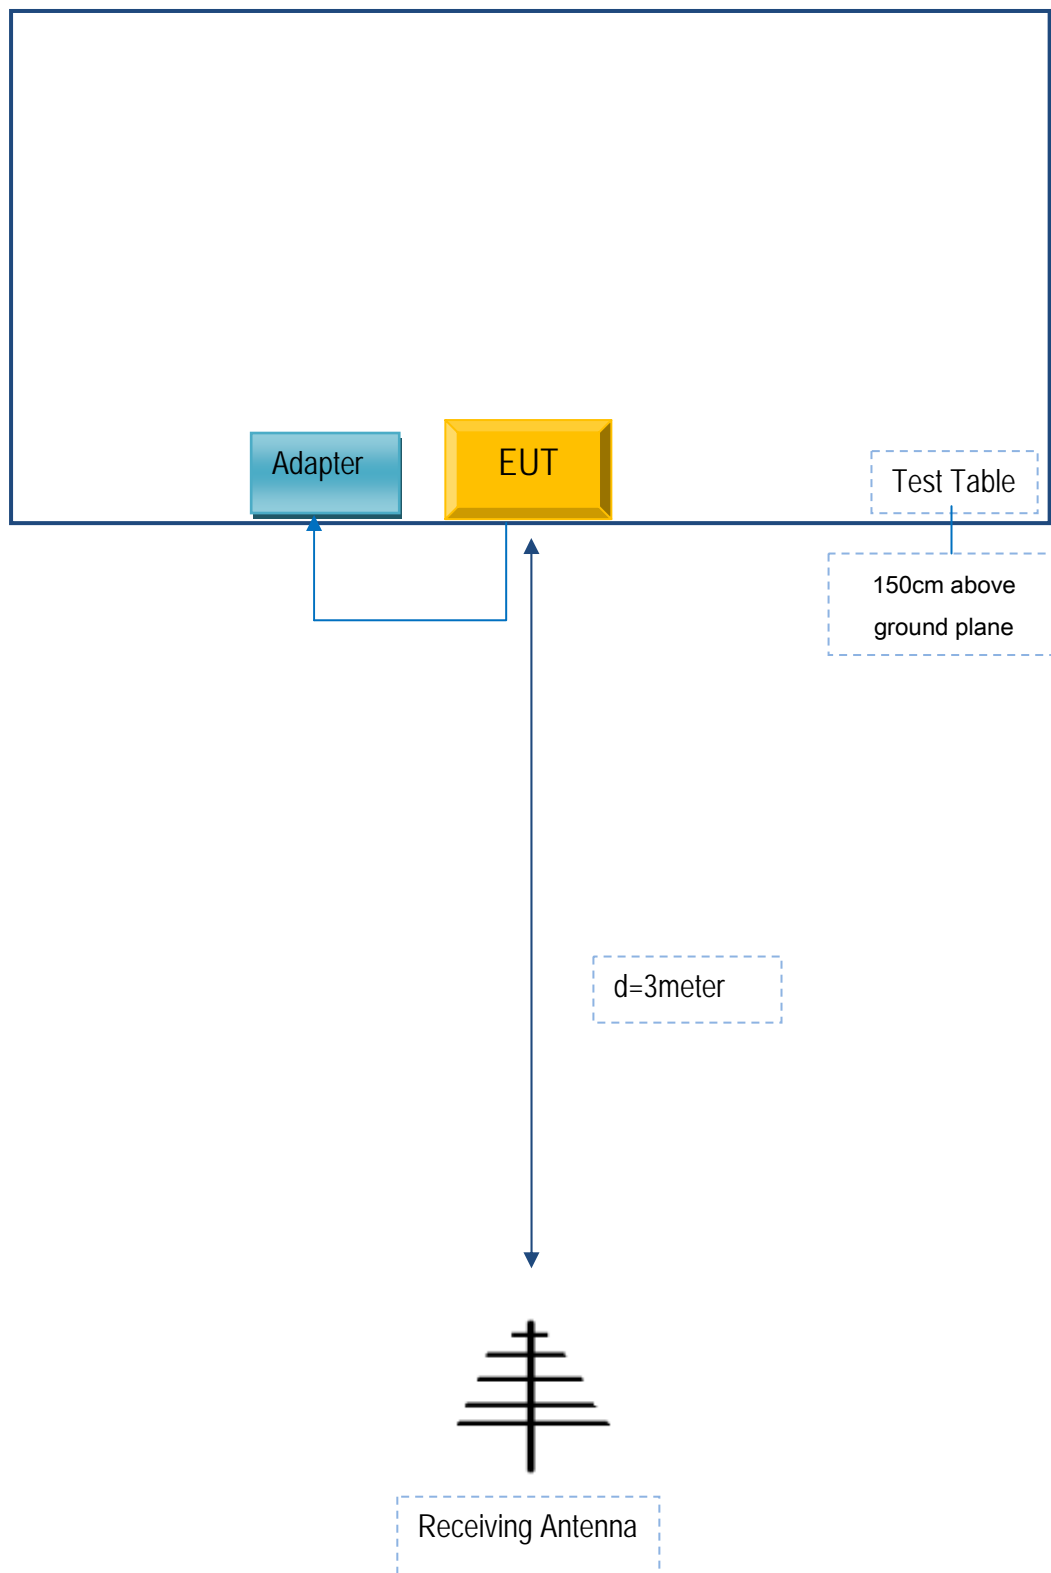 Adapter
EUT
Test Table
150cm above
ground plane
d=3meter
Receiving Antenna